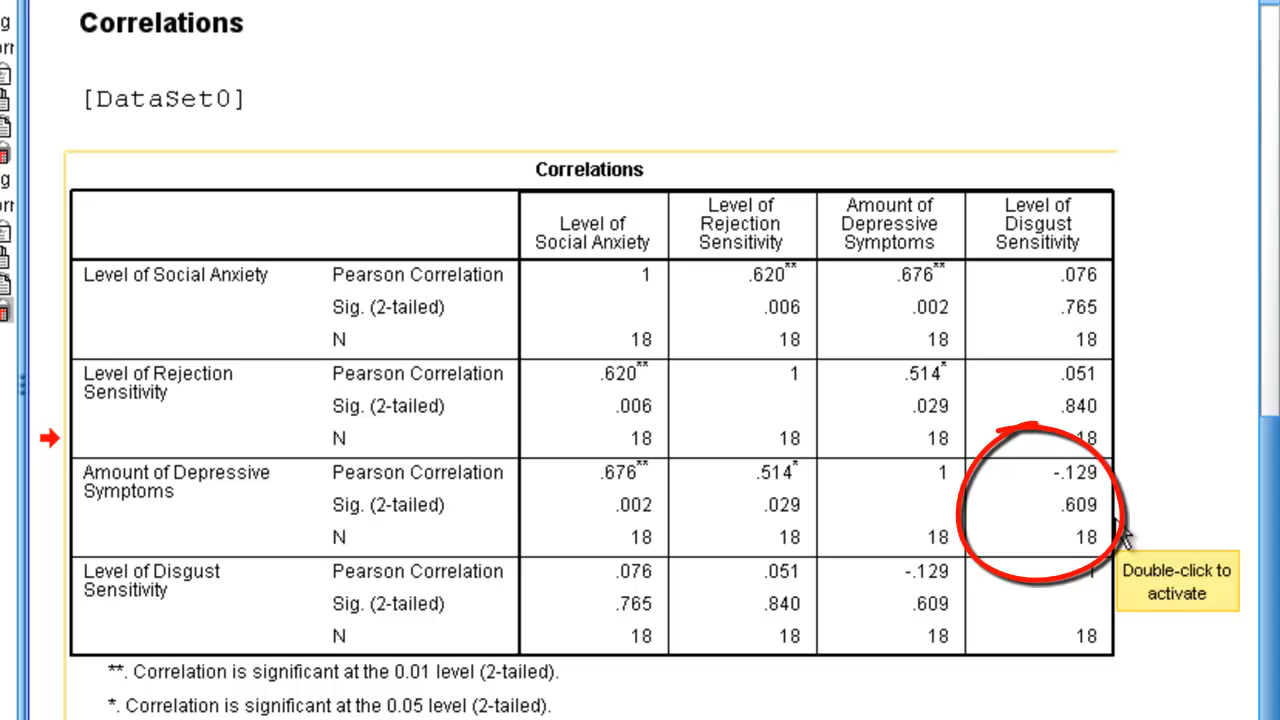 Correlations
[DataSet0]
Correlations
Level of Social Anxiety Level of Rejection Sensitivity Amount of Depressive Symptoms Level of Disgust Sensitivity
Level of Social Anxiety Pearson Correlation 1 .620** .676** .076
Sig. (2-tailed) .006 .002 .765
N 18 18 18 18
Level of Rejection Sensitivity Pearson Correlation .620** 1 .514* .051
Sig. (2-tailed) .006 .029 .840
N 18 18 18 18
Amount of Depressive Symptoms Pearson Correlation .676** .514* 1 -.129
Sig. (2-tailed) .002 .029 .609
N 18 18 18 18
Level of Disgust Sensitivity Pearson Correlation .076 .051 -.129 1
Sig. (2-tailed) .765 .840 .609
N 18 18 18 18
Double-click to
activate
**. Correlation is significant at the 0.01 level (2-tailed).
*. Correlation is significant at the 0.05 level (2-tailed).